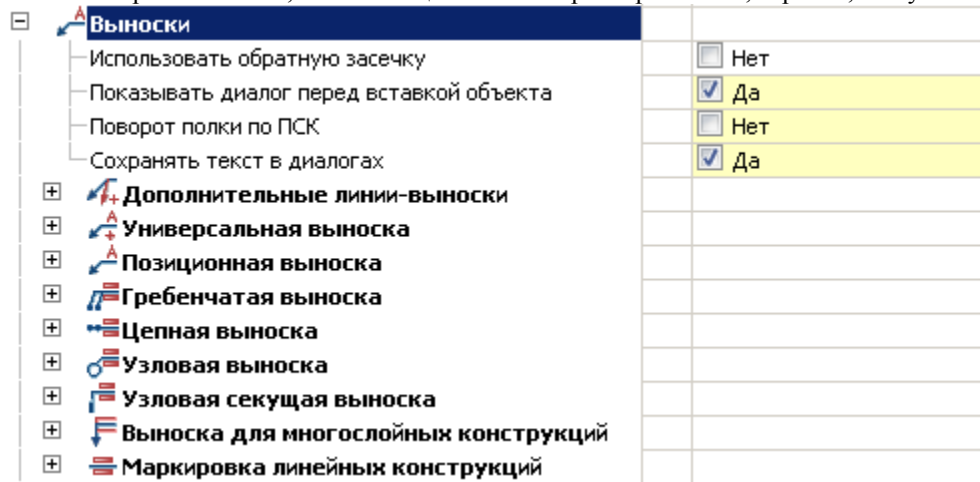 Выноски
Использовать обратную засечку Нет
Показывать диалог перед вставкой объекта Да
Поворот полки по ПСК Нет
Сохранять текст в диалогах Да
Дополнительные линии-выноски
Универсальная выноска
Позиционная выноска
Гребенчатая выноска
Цепная выноска
Узловая выноска
Узловая секущая выноска
Выноска для многослойных конструкций
Маркировка линейных конструкций